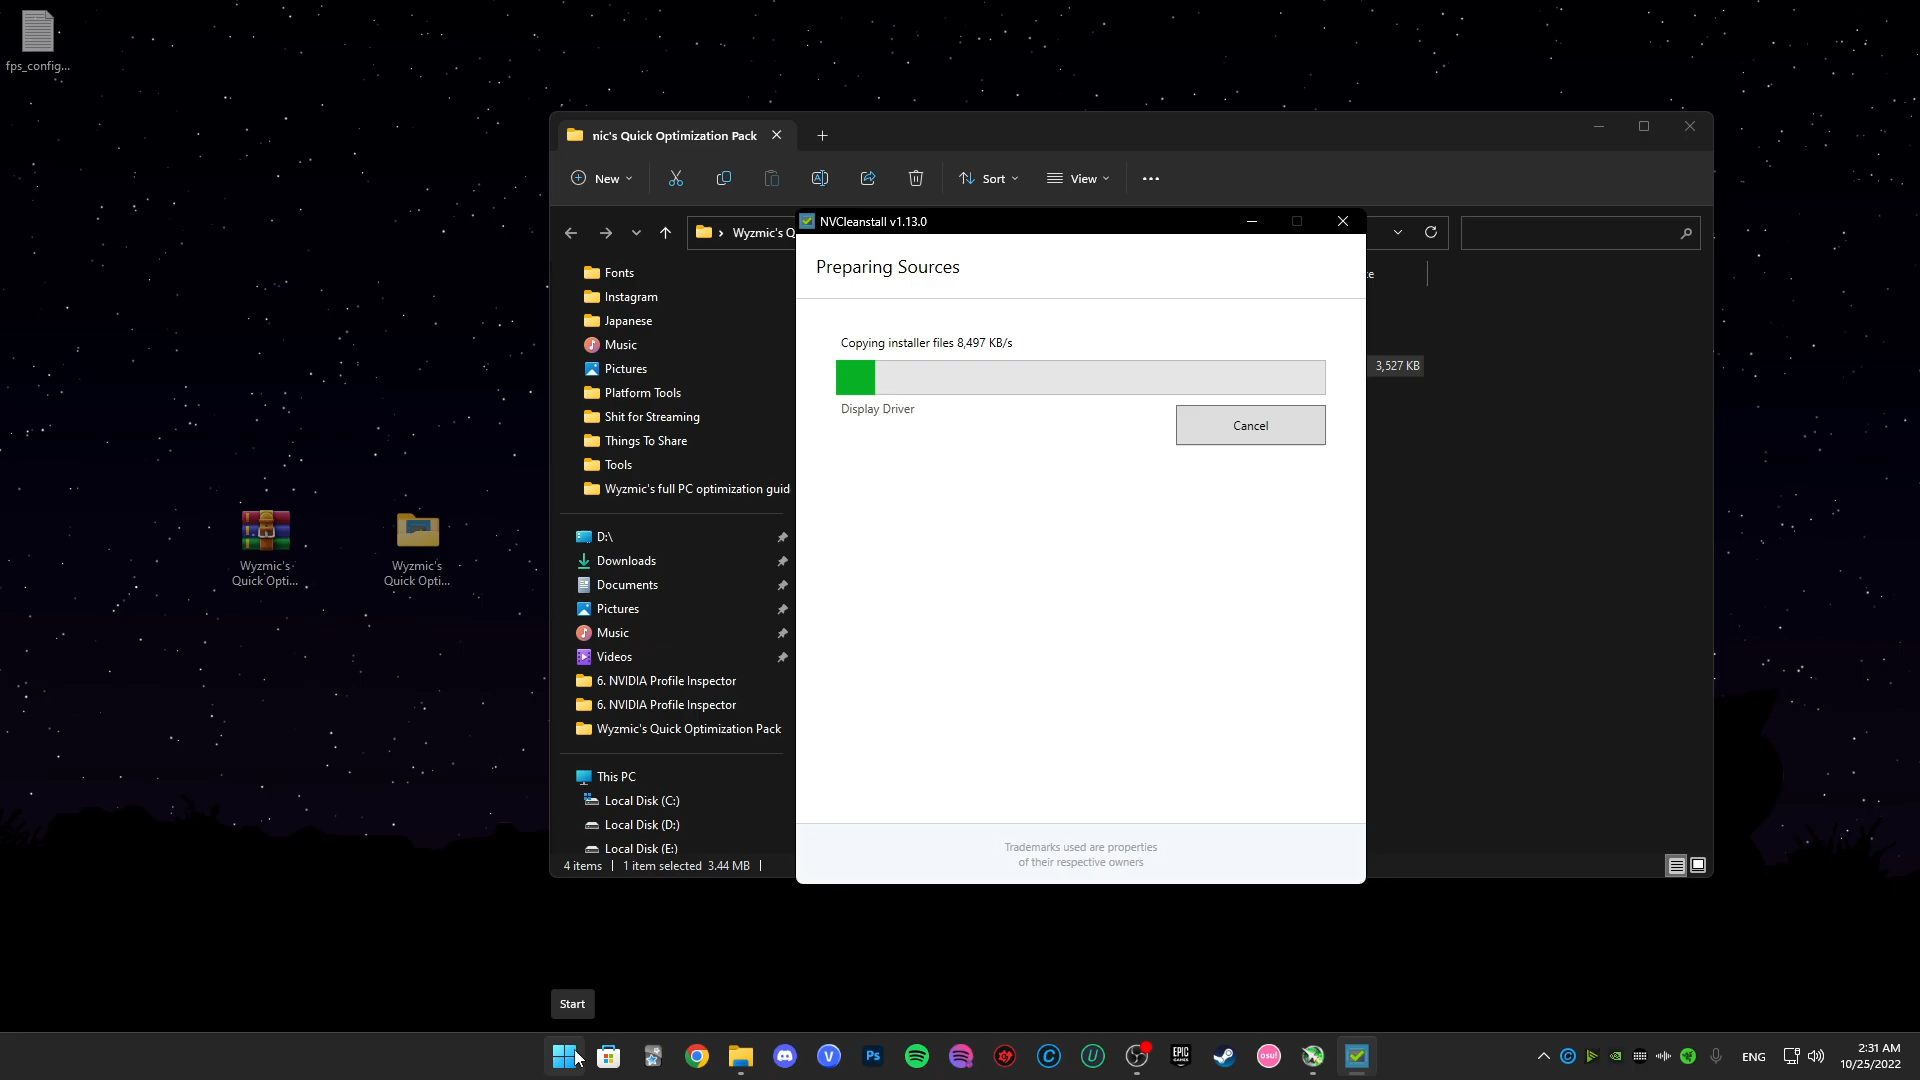 fps_config...
nic's Quick Optimization Pack
New
Sort
View
Wyzmic's Q
NVCleanstall v1.13.0
Preparing Sources
Copying installer files 8,497 KB/s
Display Driver
Cancel
3,527 KB
Fonts
Instagram
Japanese
Music
Pictures
Platform Tools
Shit for Streaming
Things To Share
Tools
Wyzmic's full PC optimization guid
D:\
Downloads
Documents
Pictures
Music
Videos
6. NVIDIA Profile Inspector
6. NVIDIA Profile Inspector
Wyzmic's Quick Optimization Pack
This PC
Local Disk (C:)
Local Disk (D:)
Local Disk (E:)
4 items
1 item selected 3.44 MB
Trademarks used are properties
of their respective owners
Wyzmic's
Quick Opti...
Wyzmic's
Quick Opti...
Start
Ps
EPIC
GAMES
osu!
ENG
2:31 AM
10/25/2022